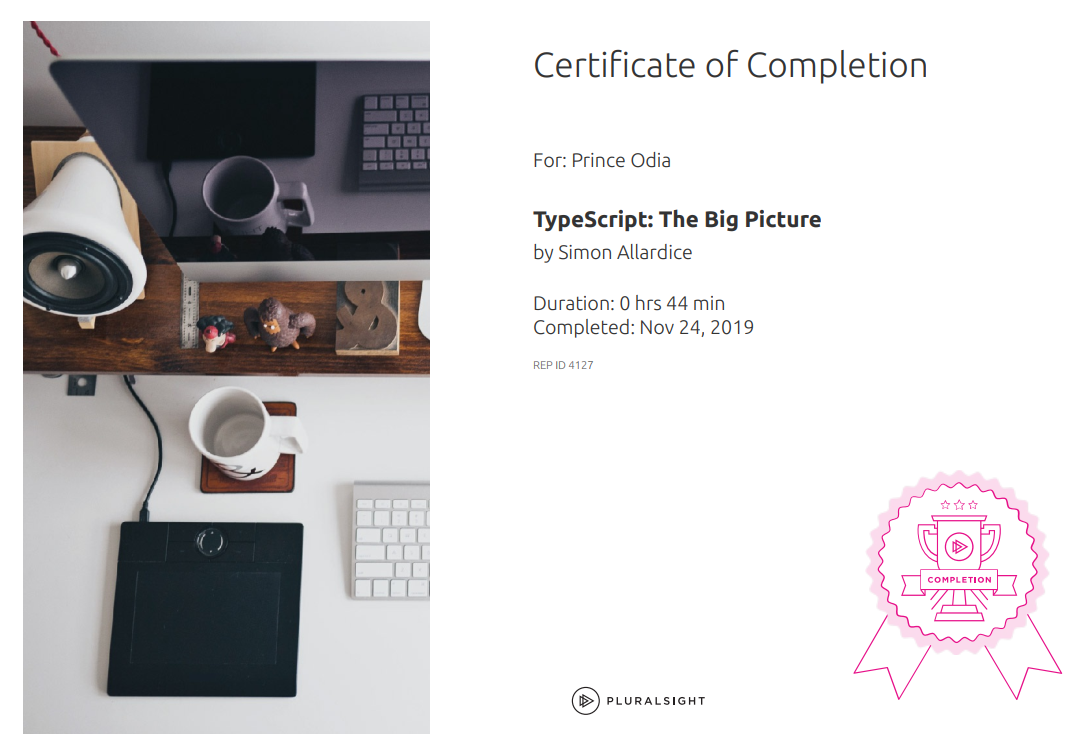 Certificate of Completion
For: Prince Odia
TypeScript: The Big Picture
by Simon Allardice
Duration: 0 hrs 44 min
Completed: Nov 24, 2019
REP ID 4127
COMPLETION
PLURALSIGHT